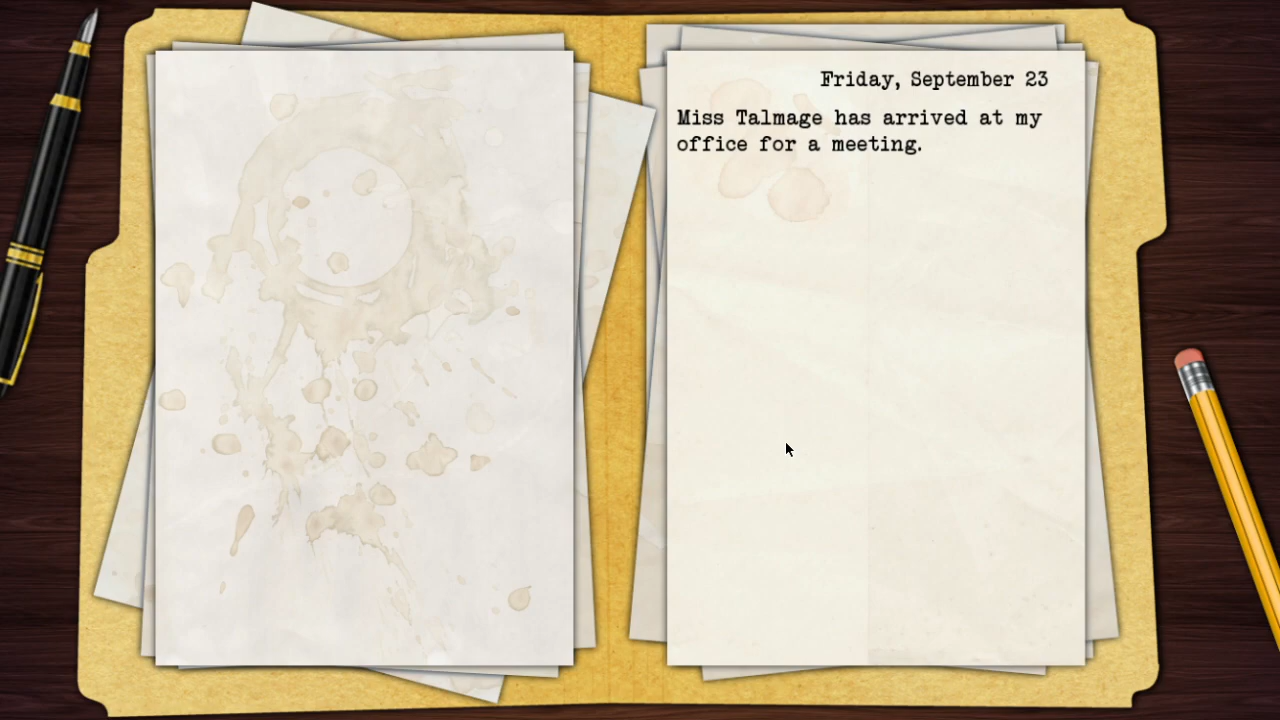 Friday, September 23
Miss Talmage has arrived at my
office for a meeting.